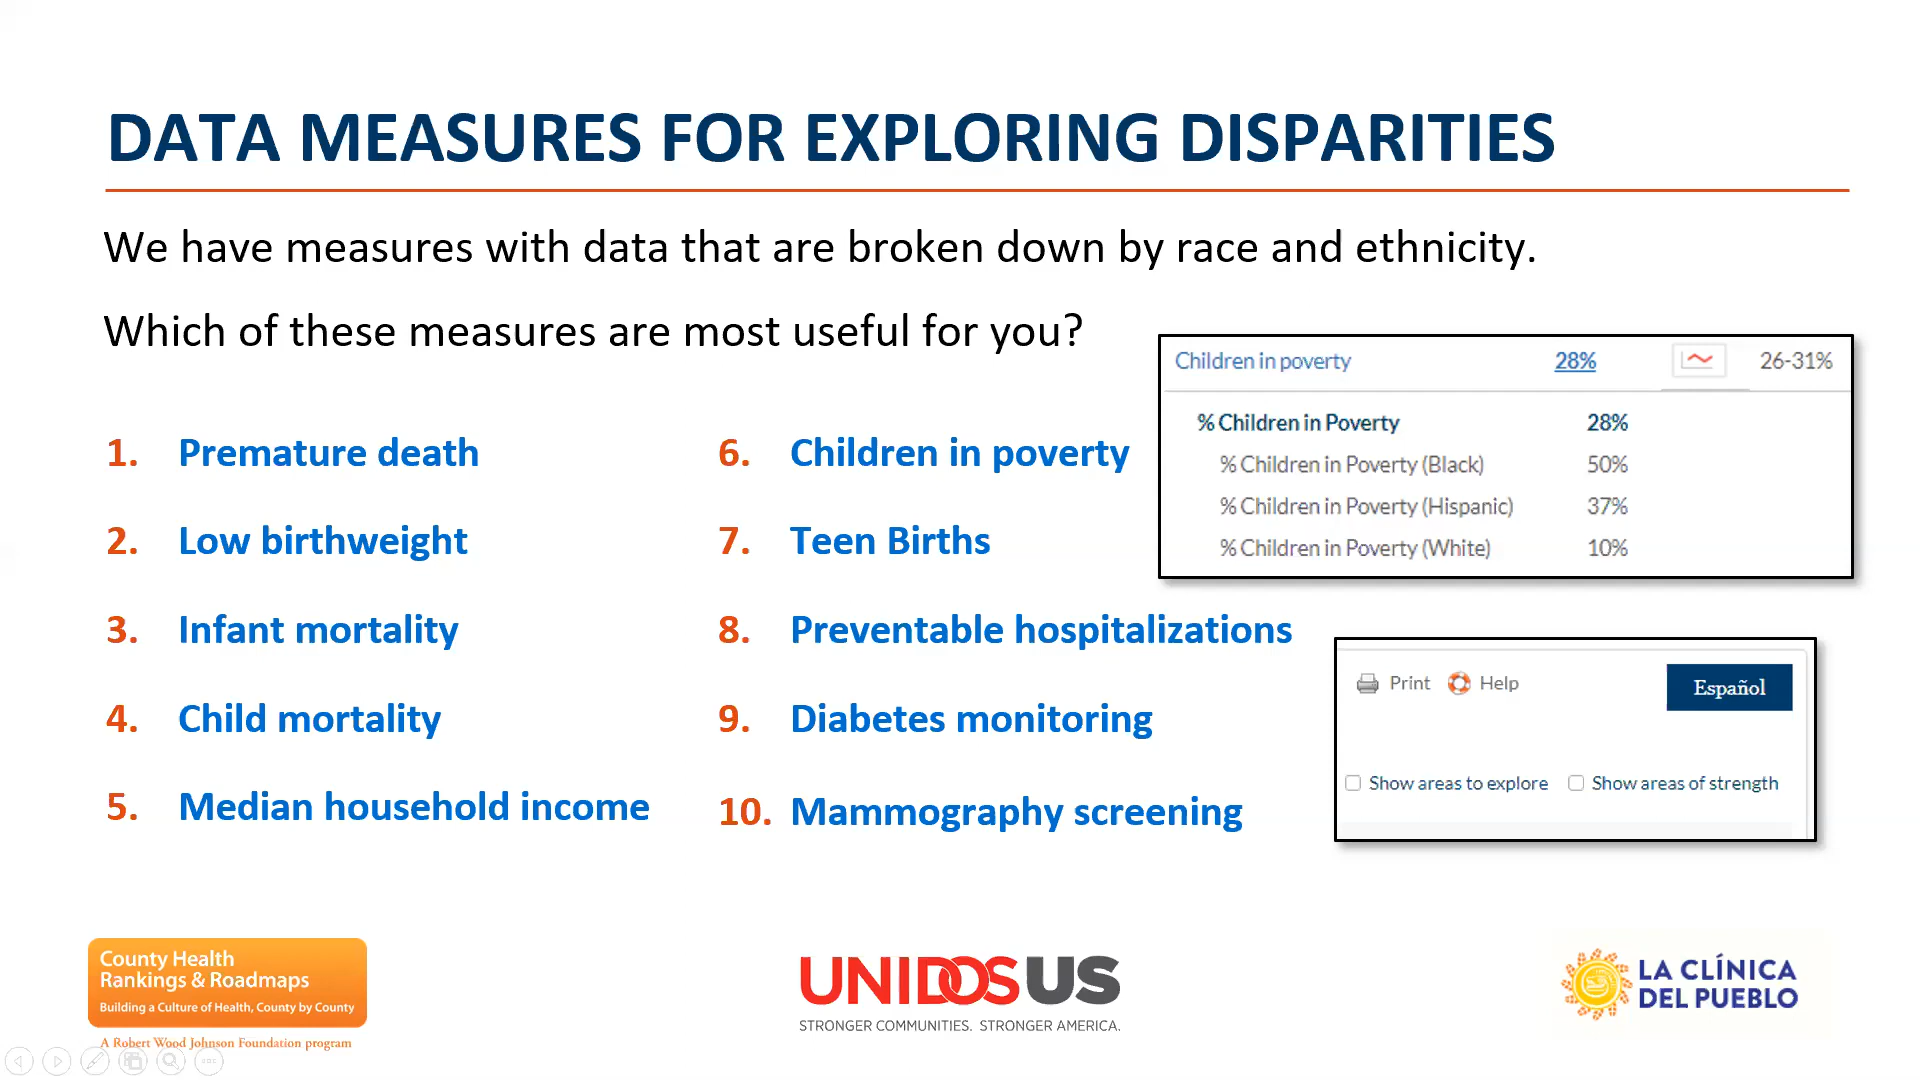 DATA MEASURES FOR EXPLORING DISPARITIES
We have measures with data that are broken down by race and ethnicity.
Which of these measures are most useful for you?
1. Premature death
2. Low birthweight
3. Infant mortality
4. Child mortality
5. Median household income
6. Children in poverty
7. Teen Births
8. Preventable hospitalizations
9. Diabetes monitoring
10. Mammography screening
Children in poverty 28% 26-31%
% Children in Poverty 28%
% Children in Poverty (Black) 50%
% Children in Poverty (Hispanic) 37%
% Children in Poverty (White) 10%
Print Help Español
Show areas to explore Show areas of strength
County Health
Rankings & Roadmaps
Building a Culture of Health, County by County
A Robert Wood Johnson Foundation program
UNIDOSUS
STRONGER COMMUNITIES. STRONGER AMERICA.
LA CLÍNICA
DEL PUEBLO